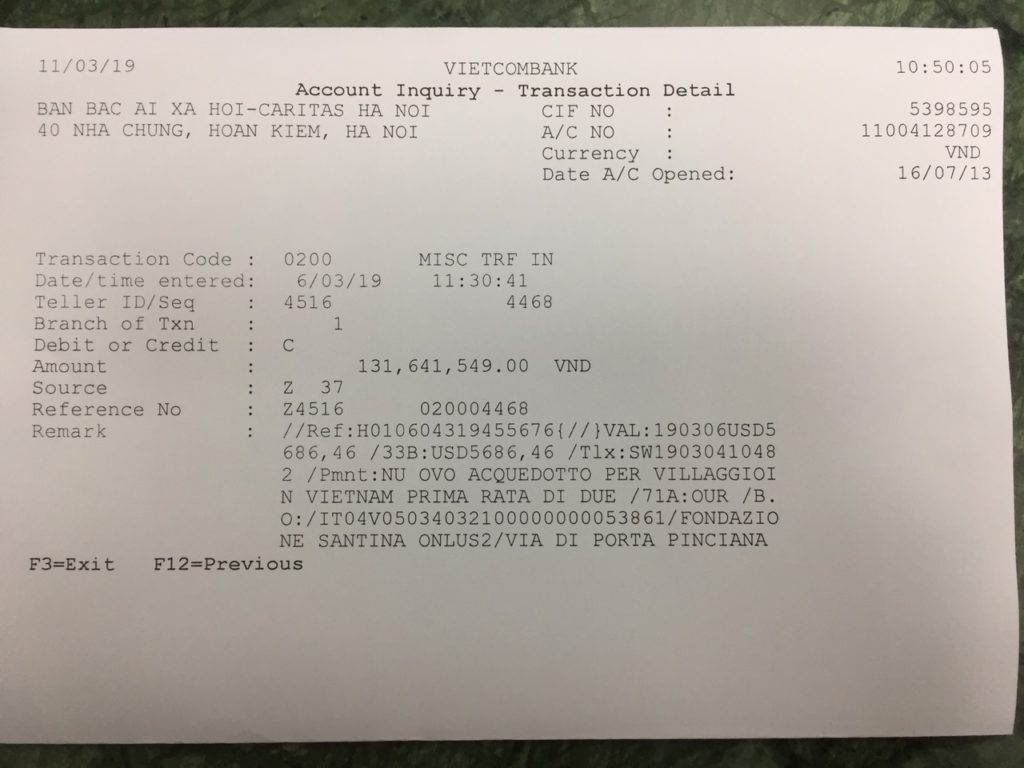 11/03/19 VIETCOMBANK 10:50:05
Account Inquiry - Transaction Detail
BAN BAC AI XA HOI-CARITAS HA NOI CIF NO : 5398595
40 NHA CHUNG, HOAN KIEM, HA NOI A/C NO : 11004128709
Currency : VND
Date A/C Opened: 16/07/13
Transaction Code : 0200 MISC TRF IN
Date/time entered: 6/03/19 11:30:41
Teller ID/Seq : 4516 4468
Branch of Txn : 1
Debit or Credit : C
Amount : 131,641,549.00 VND
Source : Z 37
Reference No : Z4516 020004468
Remark : //Ref:H010604319455676{//}VAL:190306USD5
686,46 /33B:USD5686,46 /Tlx:SW1903041048
2 /Pmnt:NU OVO ACQUEDOTTO PER VILLAGGIOI
N VIETNAM PRIMA RATA DI DUE /71A:OUR /B.
O:/IT04V0503403210000000053861/FONDAZIO
NE SANTINA ONLUS2/VIA DI PORTA PINCIANA
F3=Exit F12=Previous